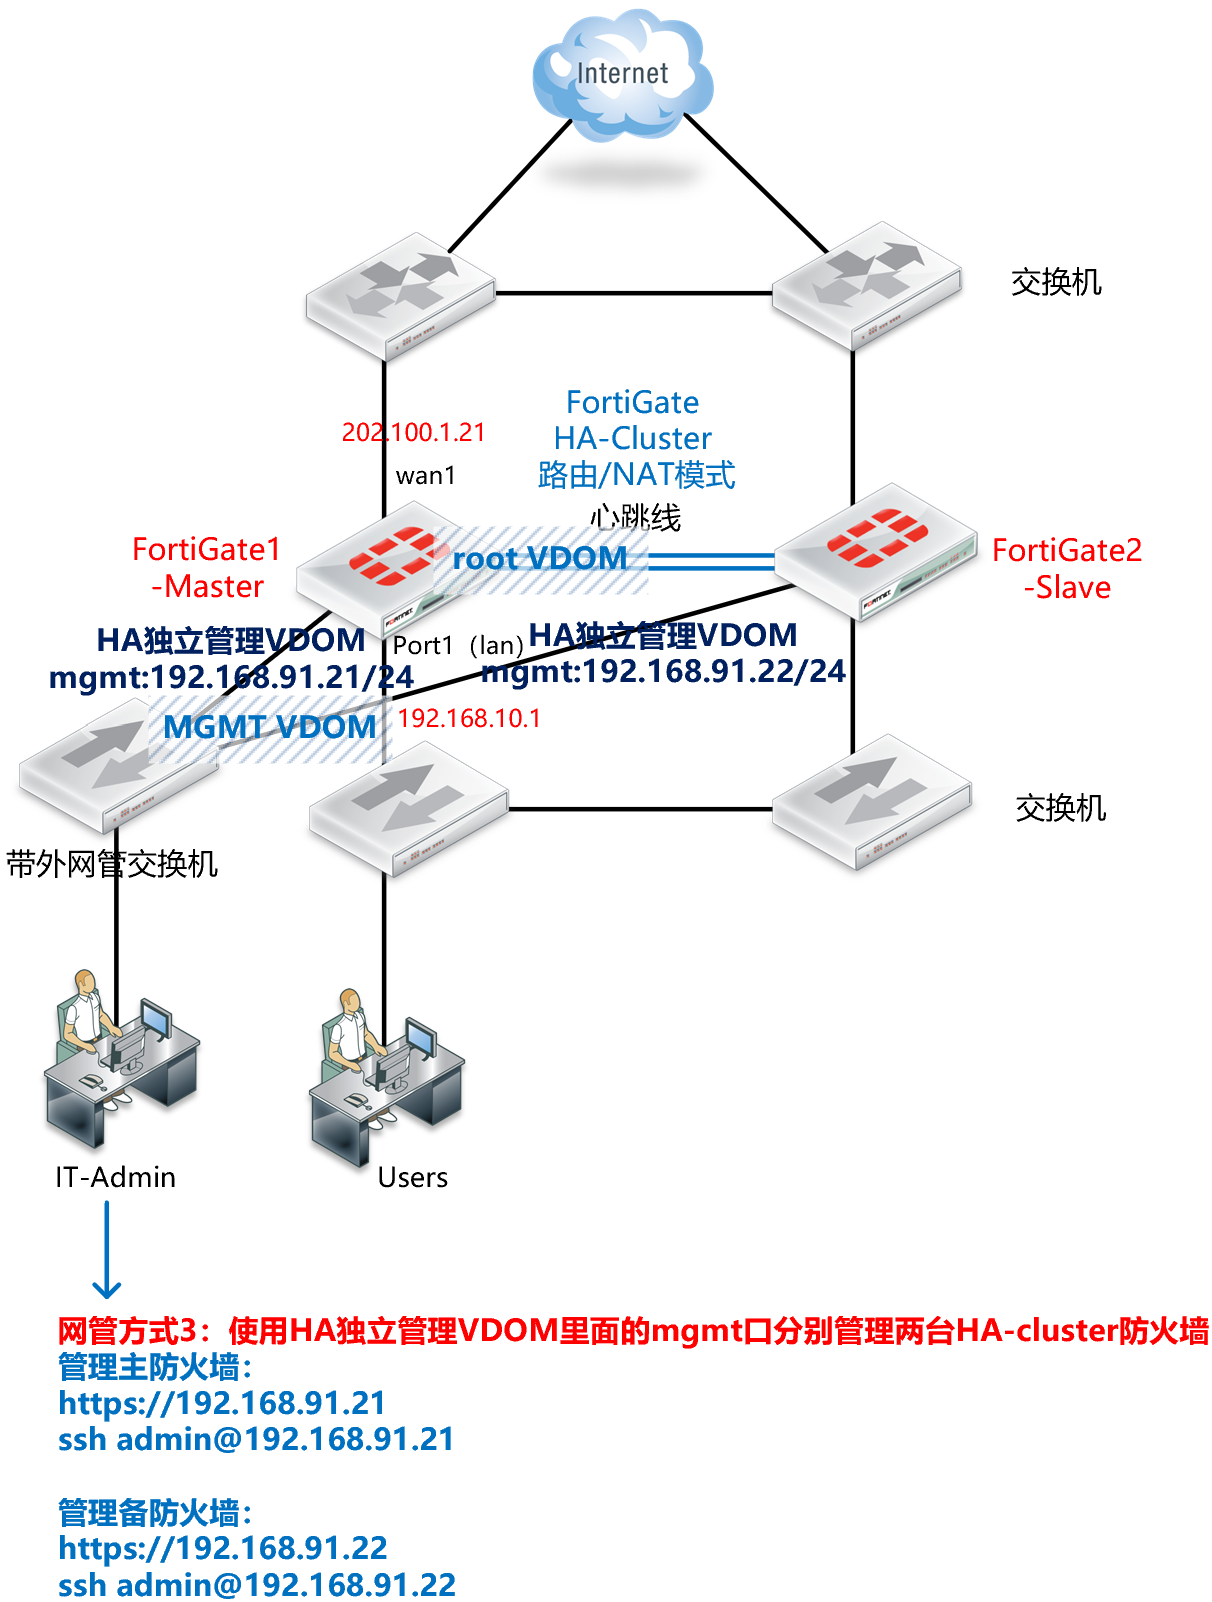 Internet
交换机
FortiGate
HA-Cluster
路由/NAT模式
心跳线
202.100.1.21
wan1
FortiGate1
-Master
root VDOM
FortiGate2
-Slave
FORTINET
FORTINET
HA独立管理VDOM
mgmt:192.168.91.21/24
Port1（lan）
HA独立管理VDOM
mgmt:192.168.91.22/24
MGMT VDOM
192.168.10.1
交换机
带外网管交换机
IT-Admin
Users
网管方式3：使用HA独立管理VDOM里面的mgmt口分别管理两台HA-cluster防火墙
管理主防火墙：
https://192.168.91.21
ssh admin@192.168.91.21
管理备防火墙：
https://192.168.91.22
ssh admin@192.168.91.22